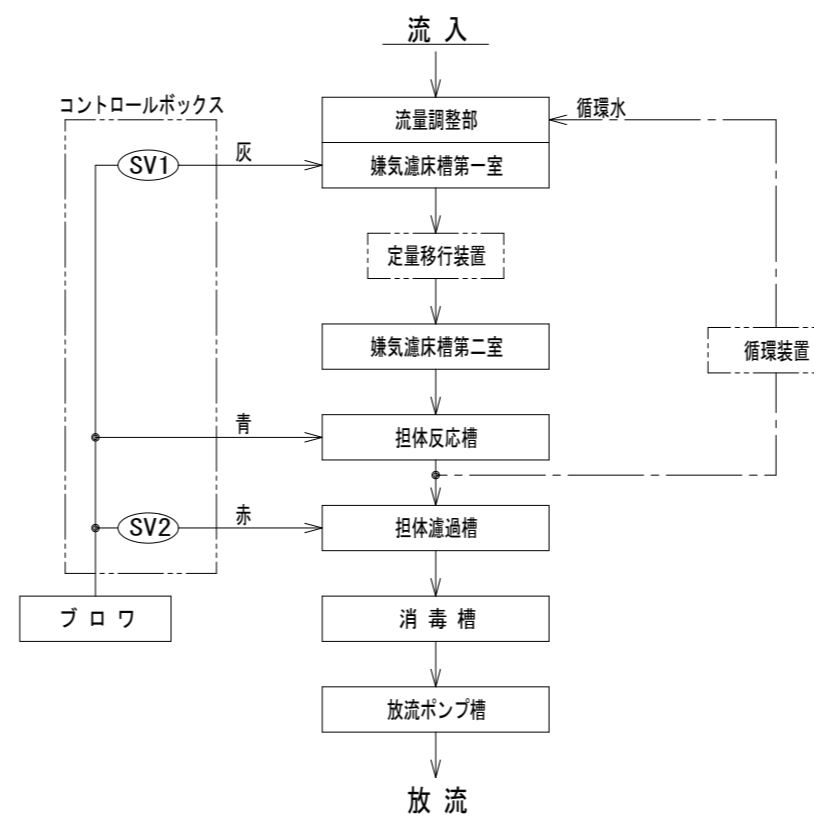 流 入
コントロールボックス
流量調整部
循環水
SV1
灰
嫌気濾床槽第一室
定量移行装置
嫌気濾床槽第二室
循環装置
青
担体反応槽
SV2
赤
担体濾過槽
ブ ロ ワ
消 毒 槽
放流ポンプ槽
放 流